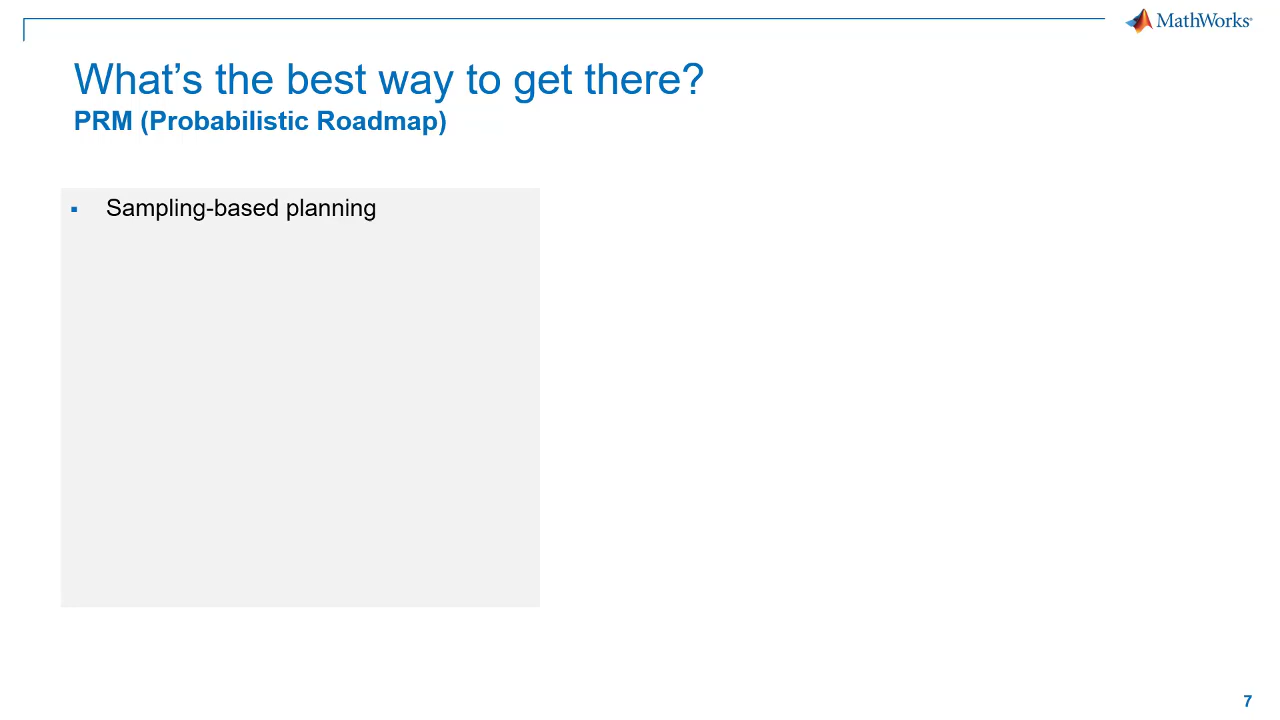 MathWorks
What's the best way to get there?
PRM (Probabilistic Roadmap)
▪ Sampling-based planning
7